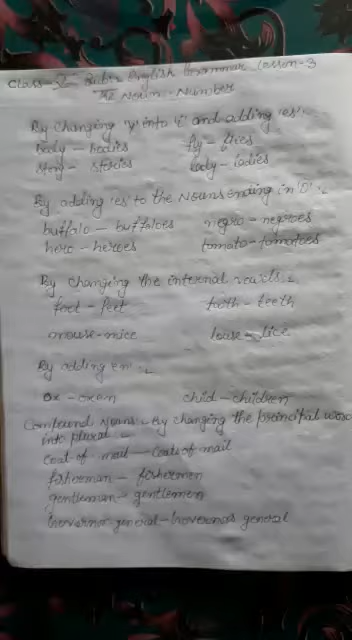 Class- Sub:- English Grammar Lesson-3
The Noun - Number
By changing 'y' into 'i' and adding 'es'
body - bodies fly - flies
story - stories lady - ladies
By adding 'es' to the Nouns ending in 'O' :-
buffalo - buffaloes negro - negroes
hero - heroes tomato - tomatoes
By changing the internal vowels :-
foot - feet tooth - teeth
mouse - mice louse - lice
By adding en :-
ox - oxen child - children
Compound Nouns :- By changing the principal word
into plural :-
coat-of-mail - coats of mail
fisherman - fishermen
gentleman - gentlemen
Governor general - Governors general